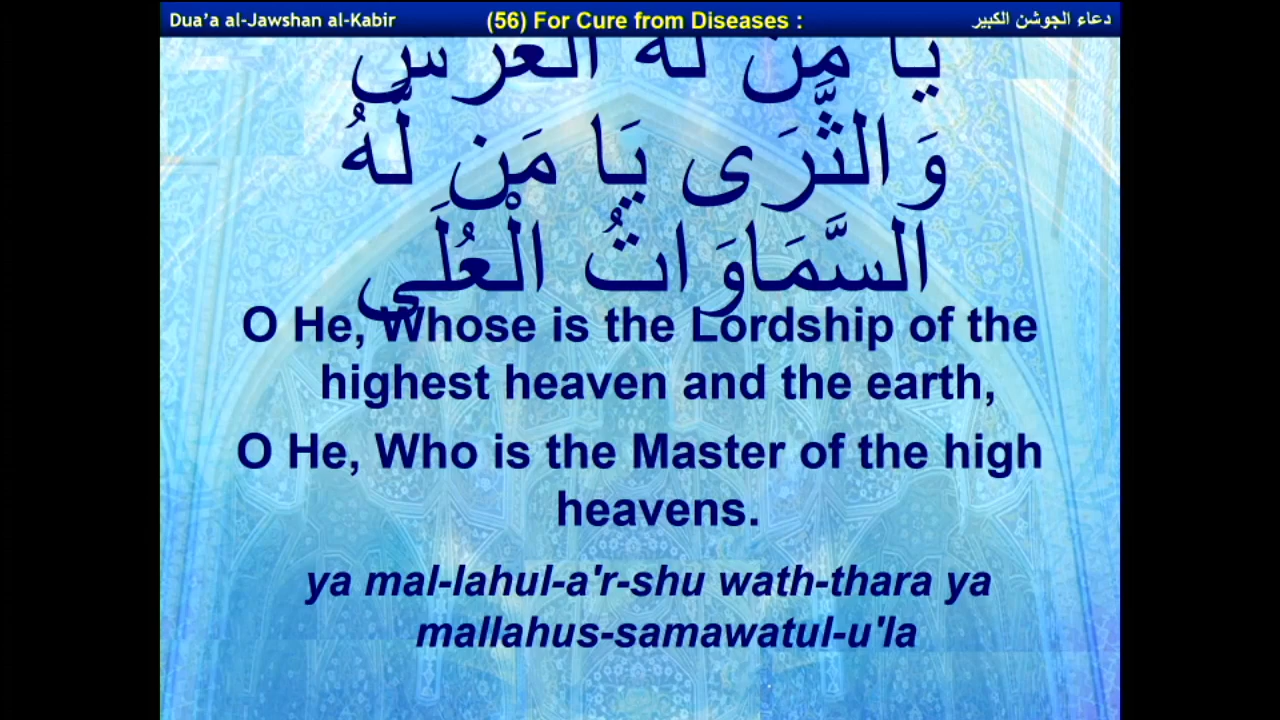 Dua'a al-Jawshan al-Kabir (56) For Cure from Diseases : دعاء الجوشن الكبير
يَا مَن لَّهُ الْعَرْشُ
وَالثَّرَى يَا مَن لَّهُ
السَّمَاوَاتُ الْعُلَى
O He, Whose is the Lordship of the
highest heaven and the earth,
O He, Who is the Master of the high
heavens.
ya mal-lahul-a'r-shu wath-thara ya
mallahus-samawatul-u'la